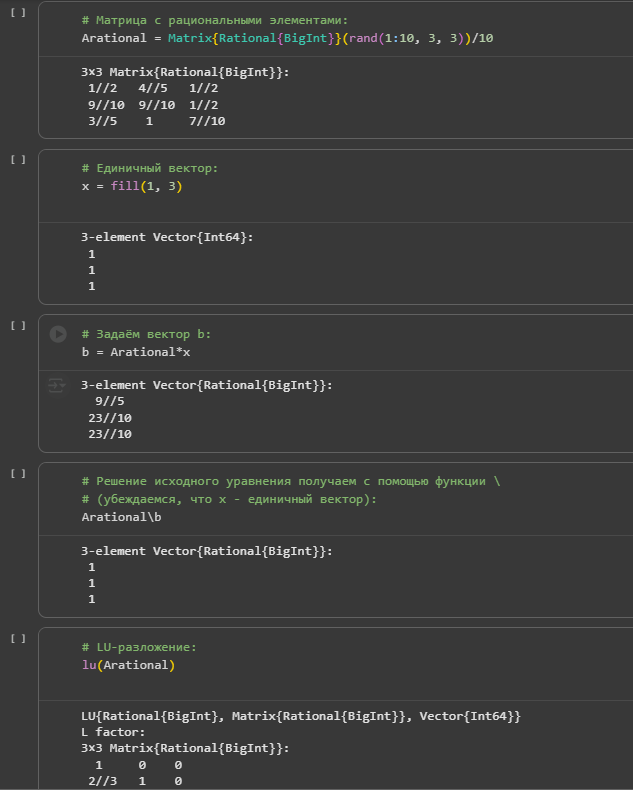 [ ]
# Матрица с рациональными элементами:
Arational = Matrix{Rational{BigInt}}(rand(1:10, 3, 3))/10
3×3 Matrix{Rational{BigInt}}:
1//2 4//5 1//2
9//10 9//10 1//2
3//5 1 7//10
[ ]
# Единичный вектор:
x = fill(1, 3)
3-element Vector{Int64}:
1
1
1
[ ]
# Задаём вектор b:
b = Arational*x
3-element Vector{Rational{BigInt}}:
9//5
23//10
23//10
[ ]
# Решение исходного уравнения получаем с помощью функции \
# (убеждаемся, что x - единичный вектор):
Arational\b
3-element Vector{Rational{BigInt}}:
1
1
1
[ ]
# LU-разложение:
lu(Arational)
LU{Rational{BigInt}, Matrix{Rational{BigInt}}, Vector{Int64}}
L factor:
3×3 Matrix{Rational{BigInt}}:
1 0 0
2//3 1 0